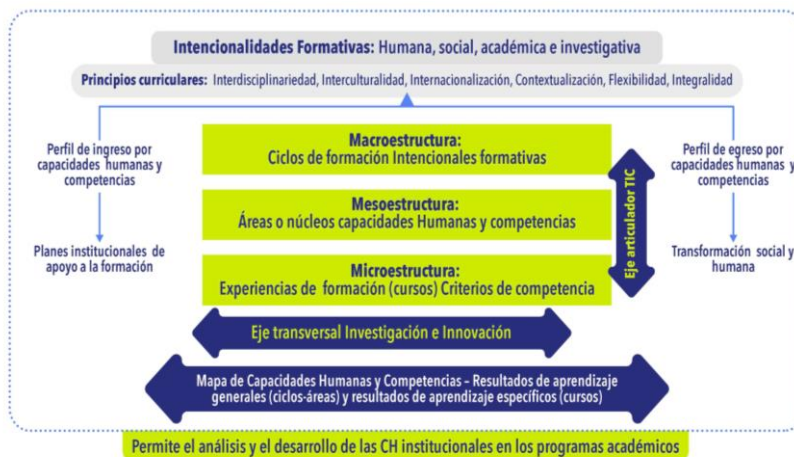 Intencionalidades Formativas: Humana, social, académica e investigativa
Principios curriculares: Interdisciplinariedad, Interculturalidad, Internacionalización, Contextualización, Flexibilidad, Integralidad
Perfil de ingreso por
capacidades humanas y
competencias
Planes institucionales de
apoyo a la formación
Macroestructura:
Ciclos de formación Intencionales formativas
Mesoestructura:
Áreas o núcleos capacidades Humanas y competencias
Microestructura:
Experiencias de formación (cursos) Criterios de competencia
Eje articulador TIC
Perfil de egreso por
capacidades humanas y
competencias
Transformación social y
humana
Eje transversal Investigación e Innovación
Mapa de Capacidades Humanas y Competencias – Resultados de aprendizaje
generales (ciclos-áreas) y resultados de aprendizaje específicos (cursos)
Permite el análisis y el desarrollo de las CH institucionales en los programas académicos